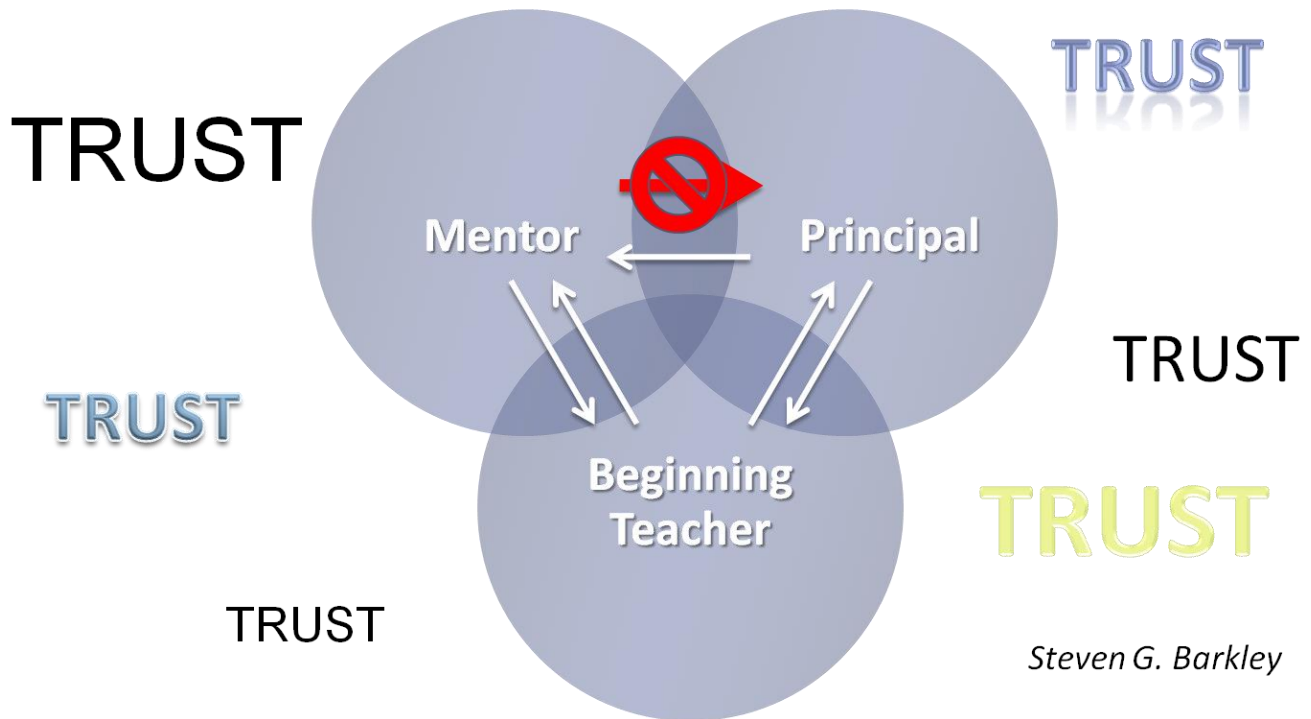 TRUST
TRUST
Mentor
Principal
TRUST
TRUST
Beginning
Teacher
TRUST
TRUST
Steven G. Barkley